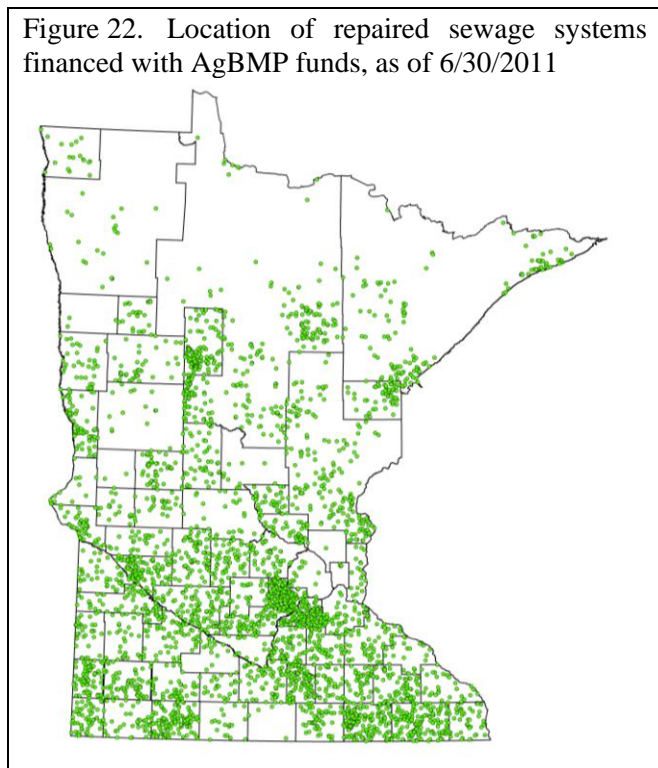 Figure 22. Location of repaired sewage systems
financed with AgBMP funds, as of 6/30/2011